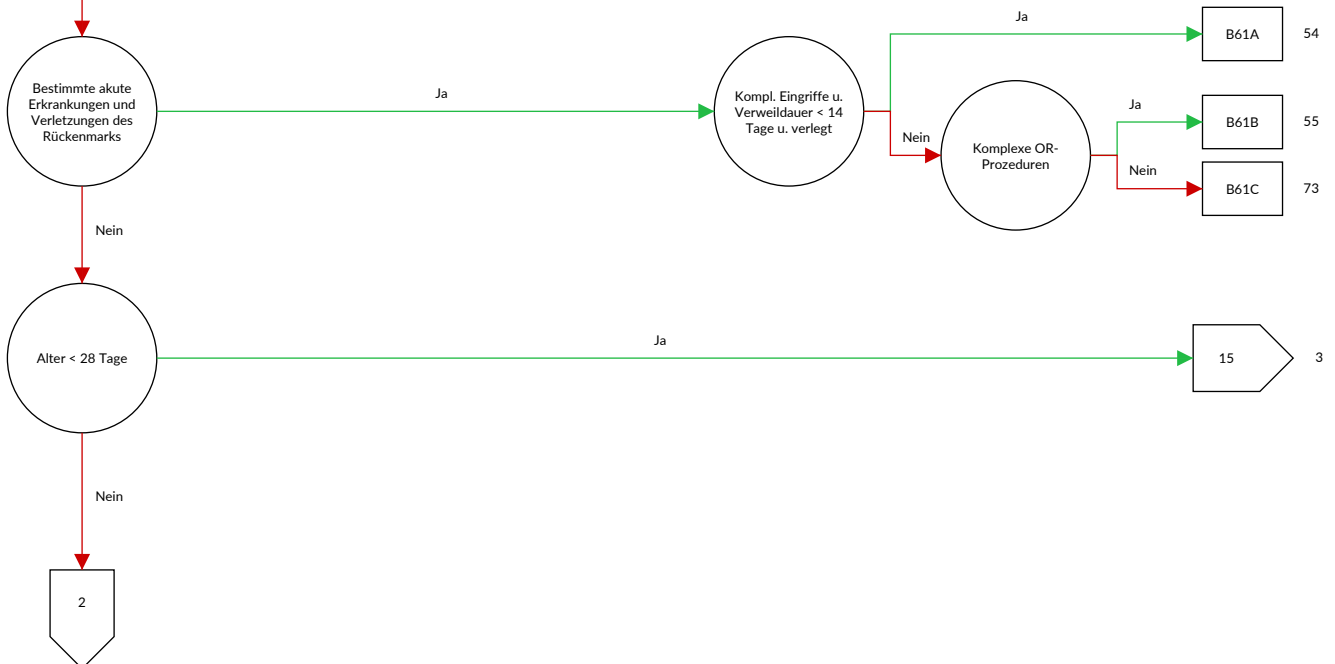 Ja
B61A
54
Bestimmte akute
Erkrankungen und
Verletzungen des
Rückenmarks
Ja
Kompl. Eingriffe u.
Verweildauer < 14
Tage u. verlegt
Nein
Komplexe OR-
Prozeduren
Ja
B61B
55
Nein
B61C
73
Nein
Alter < 28 Tage
Ja
15
3
Nein
2